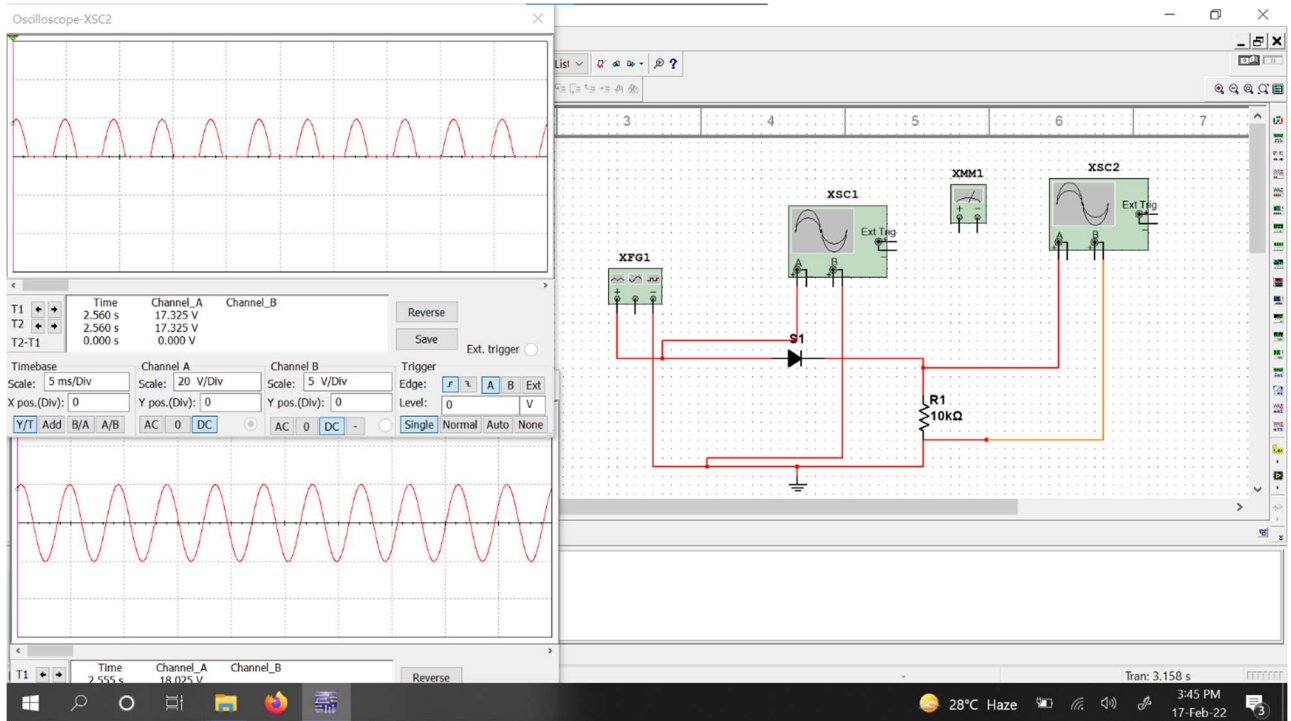 Oscilloscope-XSC2
T1
T2
T2-T1
Time Channel_A Channel_B
2.560 s 17.325 V
2.560 s 17.325 V
0.000 s 0.000 V
Reverse
Save
Ext. trigger
Timebase
Scale: 5 ms/Div
X pos.(Div): 0
Y/T Add B/A A/B
Channel A
Scale: 20 V/Div
Y pos.(Div): 0
AC 0 DC
Channel B
Scale: 5 V/Div
Y pos.(Div): 0
AC 0 DC -
Trigger
Edge: A B Ext
Level: 0 V
Single Normal Auto None
T1
Time Channel_A Channel_B
2.555 s 18.025 V
Reverse
List
3 4 5 6 7
XFG1
XSC1
Ext Trig
A B
XMM1
XSC2
Ext Trig
A B
S1
R1
10kΩ
Tran: 3.158 s
28°C Haze
3:45 PM
17-Feb-22
3